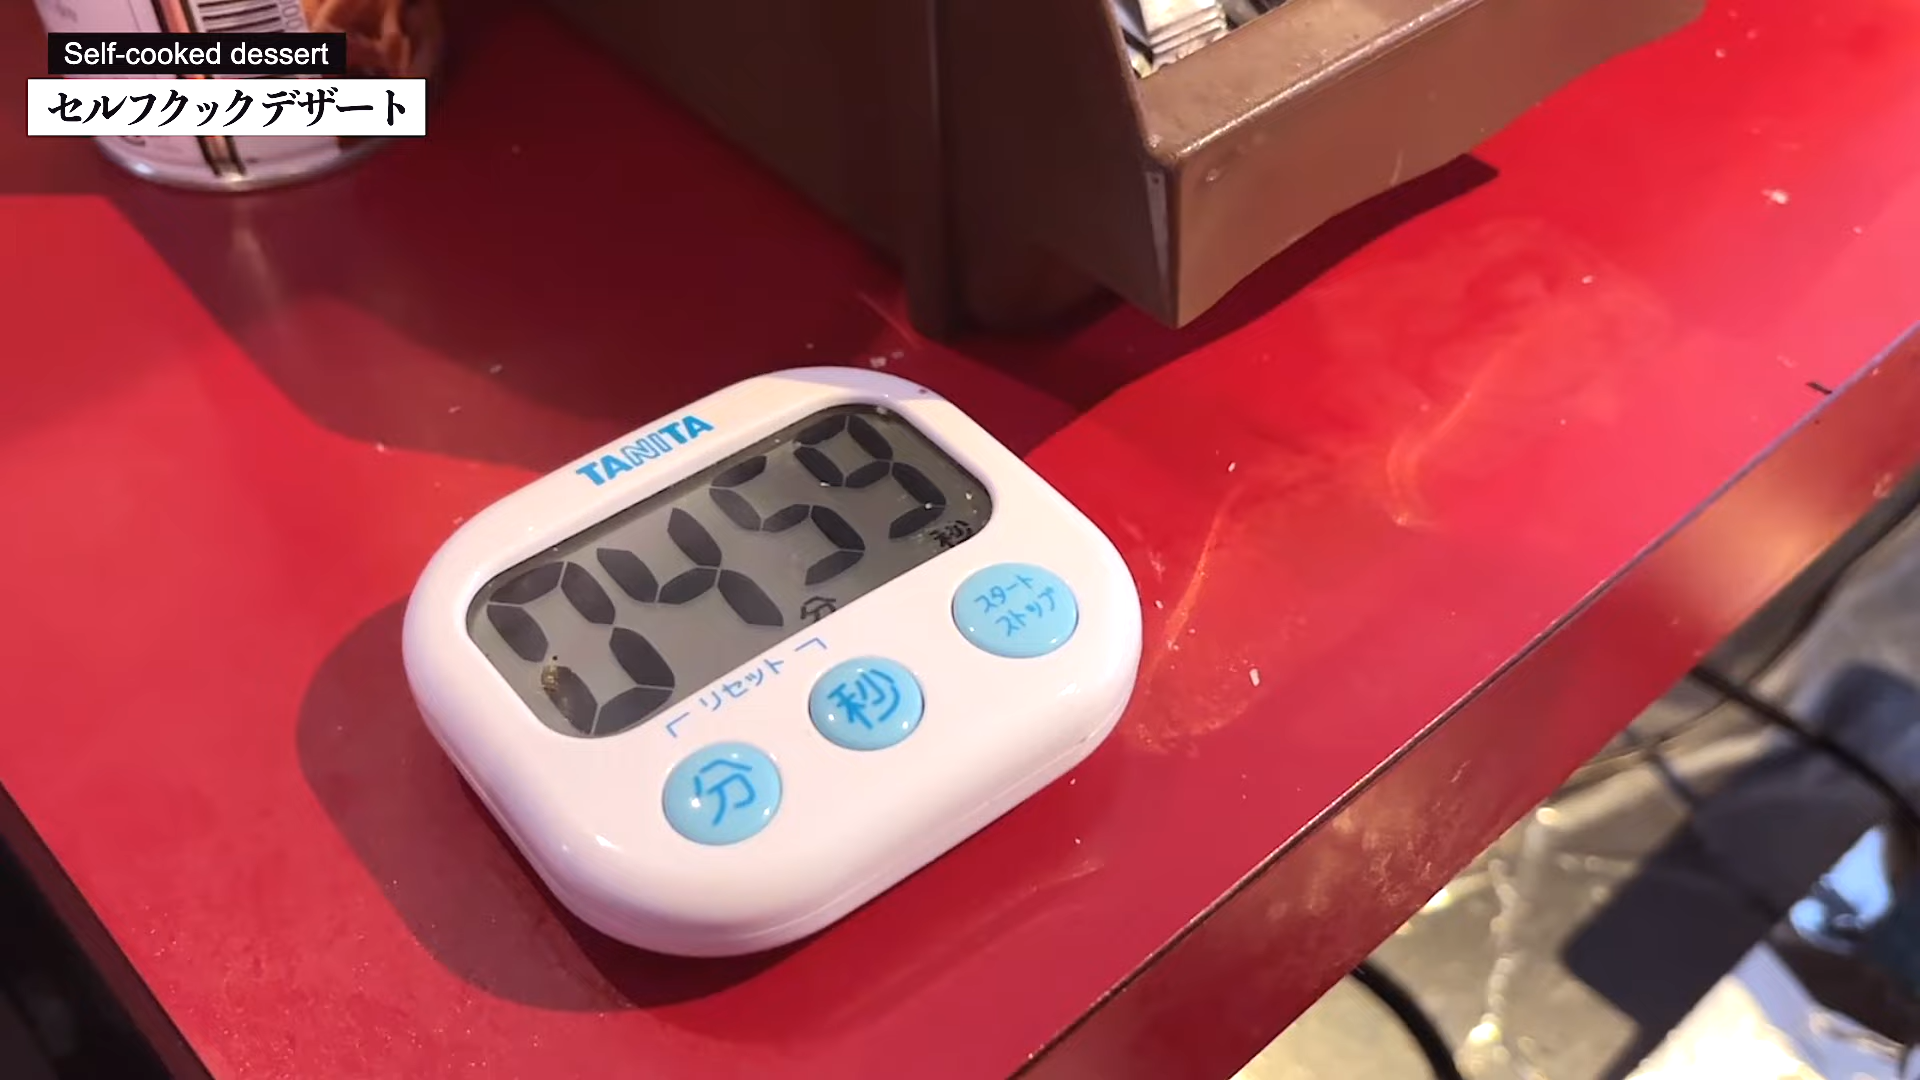 Self-cooked dessert
セルフクックデザート
TANITA
04 59
分 秒
リセット
スタート
ストップ
秒
分